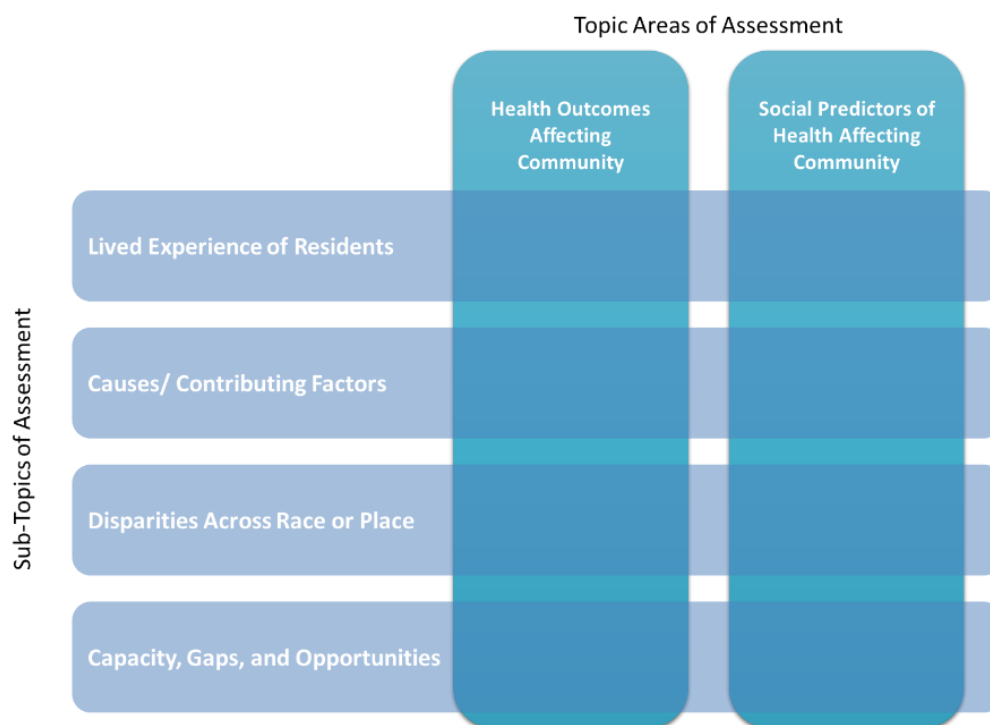 Topic Areas of Assessment
Health Outcomes
Affecting
Community
Social Predictors of
Health Affecting
Community
Sub-Topics of Assessment
Lived Experience of Residents
Causes/ Contributing Factors
Disparities Across Race or Place
Capacity, Gaps, and Opportunities